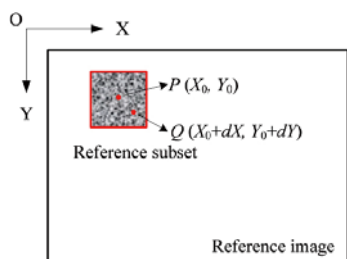 O
X
Y
P (X₀, Y₀)
Q (X₀+dX, Y₀+dY)
Reference subset
Reference image